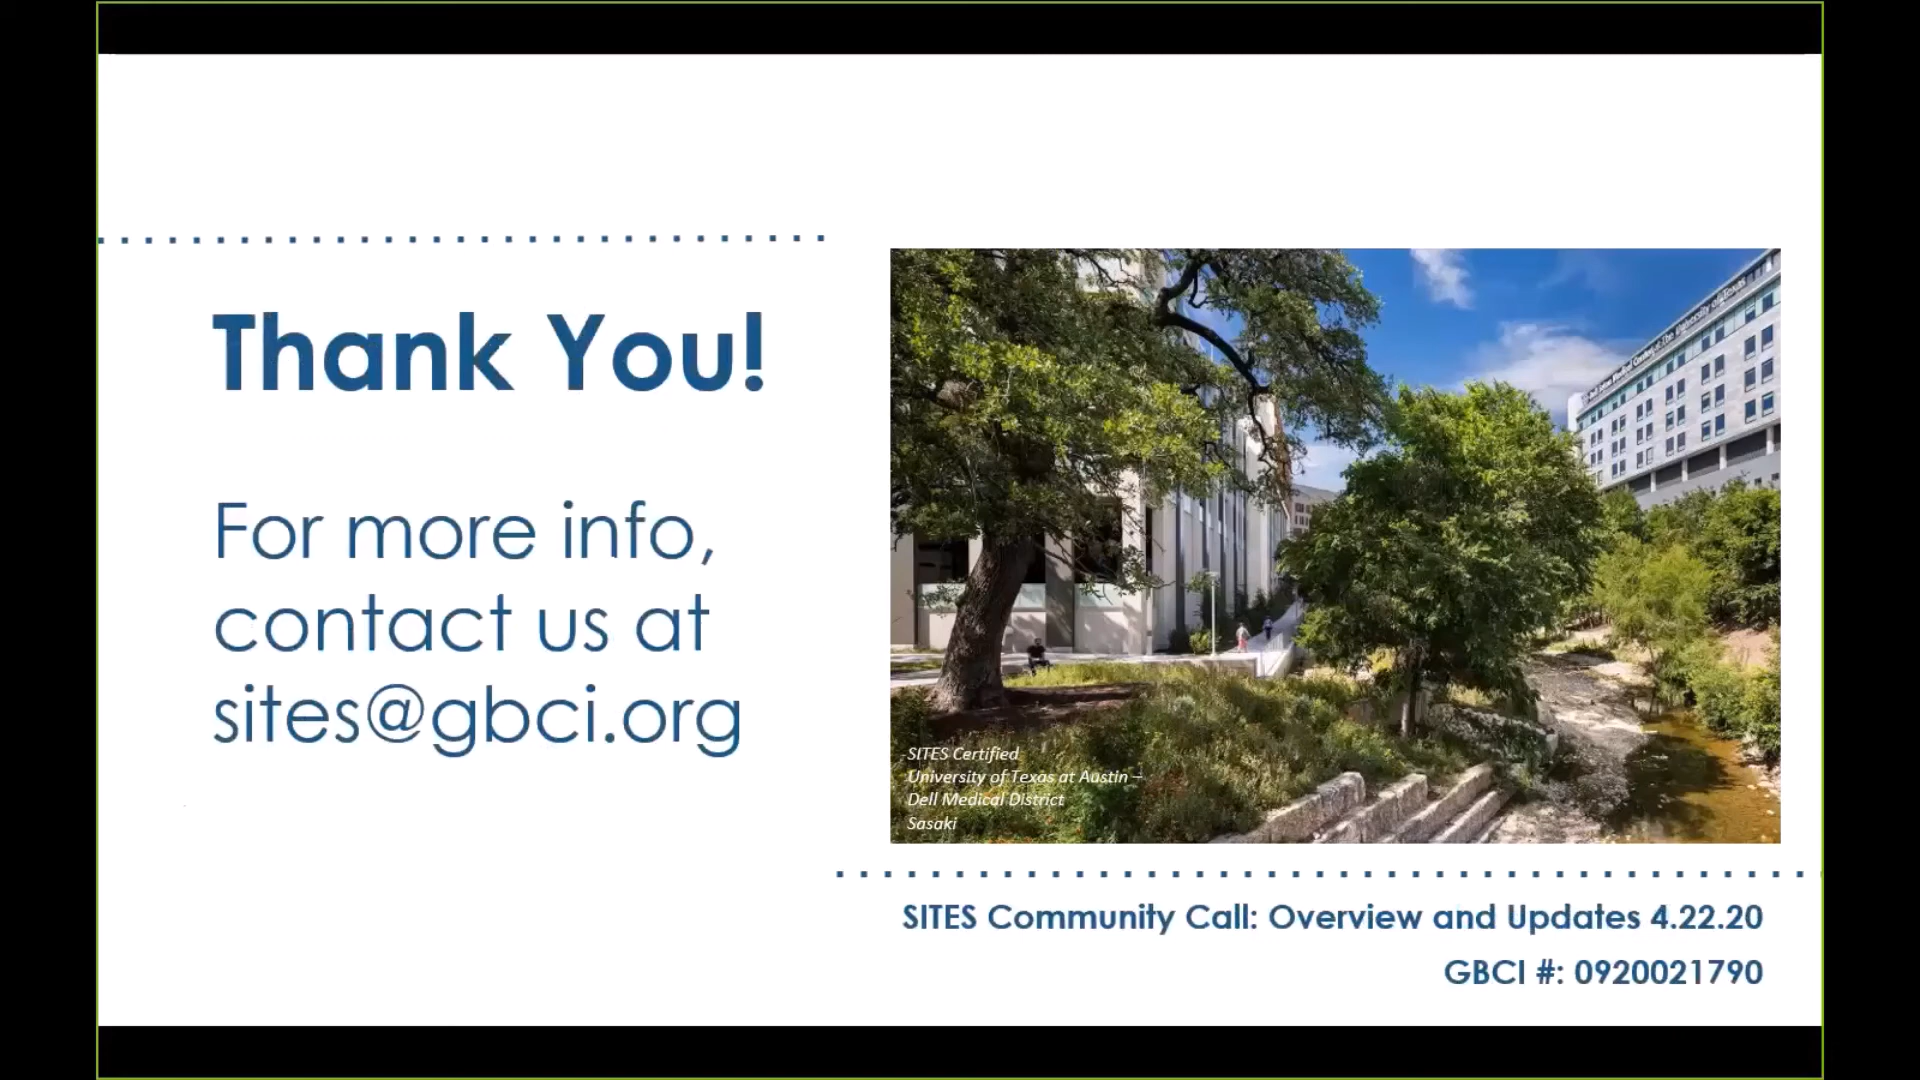 Thank You!
For more info,
contact us at
sites@gbci.org
SITES Certified
University of Texas at Austin –
Dell Medical District
Sasaki
SITES Community Call: Overview and Updates 4.22.20
GBCI #: 0920021790